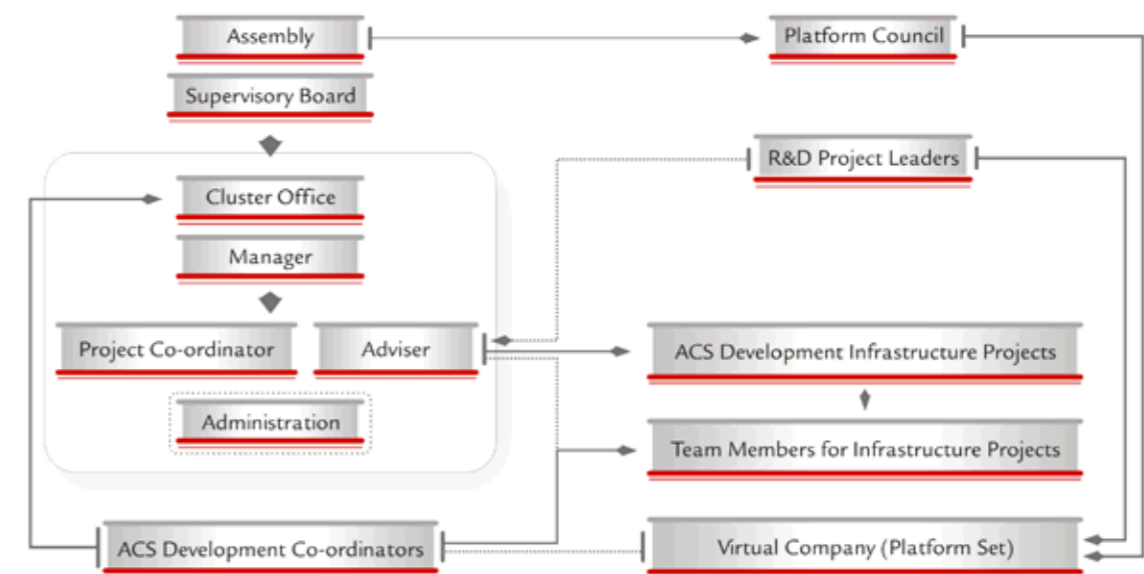 Assembly
Platform Council
Supervisory Board
R&D Project Leaders
Cluster Office
Manager
Project Co-ordinator
Adviser
ACS Development Infrastructure Projects
Administration
Team Members for Infrastructure Projects
ACS Development Co-ordinators
Virtual Company (Platform Set)